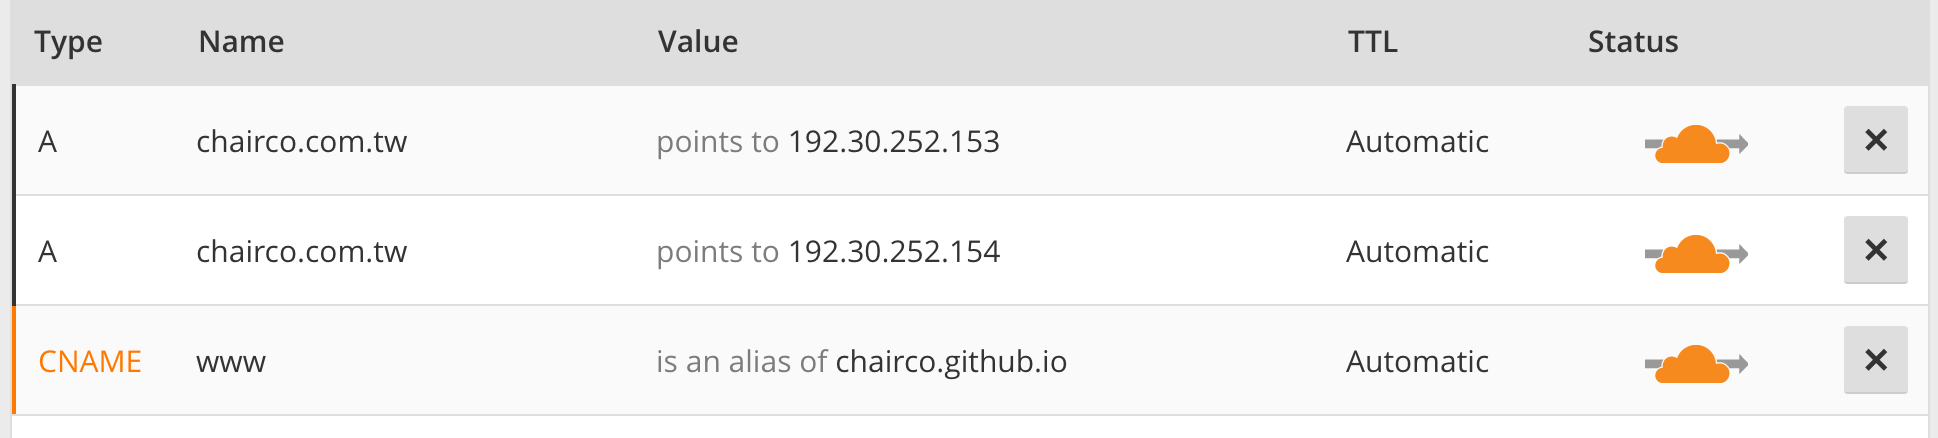 Type Name Value TTL Status
A chairco.com.tw points to 192.30.252.153 Automatic
A chairco.com.tw points to 192.30.252.154 Automatic
CNAME www is an alias of chairco.github.io Automatic